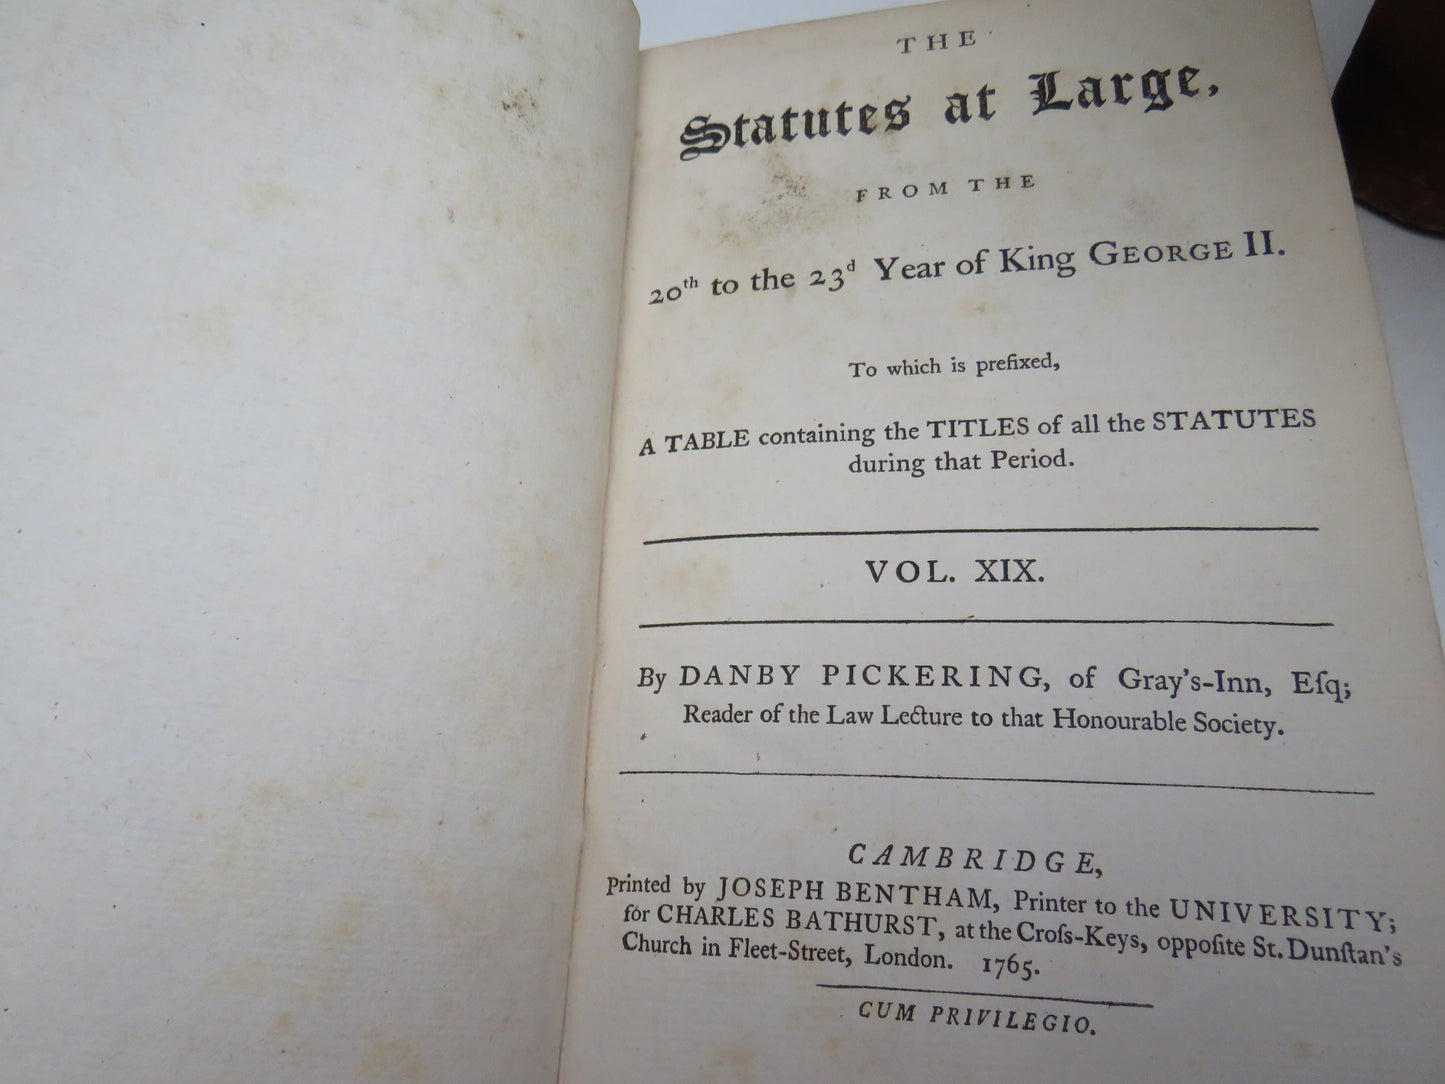 THE
Statutes at Large,
FROM THE
20th to the 23d Year of King GEORGE II.
To which is prefixed,
A TABLE containing the TITLES of all the STATUTES
during that Period.
VOL. XIX.
By DANBY PICKERING, of Gray's-Inn, Eſq;
Reader of the Law Lecture to that Honourable Society.
CAMBRIDGE,
Printed by JOSEPH BENTHAM, Printer to the UNIVERSITY;
for CHARLES BATHURST, at the Croſs-Keys, oppoſite St. Dunſtan's
Church in Fleet-Street, London. 1765.
CUM PRIVILEGIO.